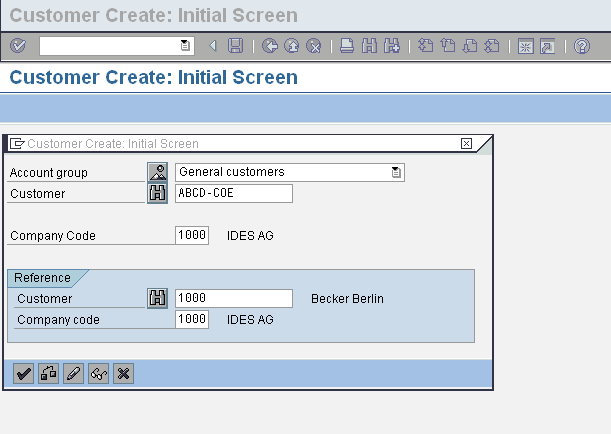 Customer Create: Initial Screen
Customer Create: Initial Screen
Customer Create: Initial Screen
Account group General customers
Customer ABCD-COE
Company Code 1000 IDES AG
Reference
Customer 1000 Becker Berlin
Company code 1000 IDES AG